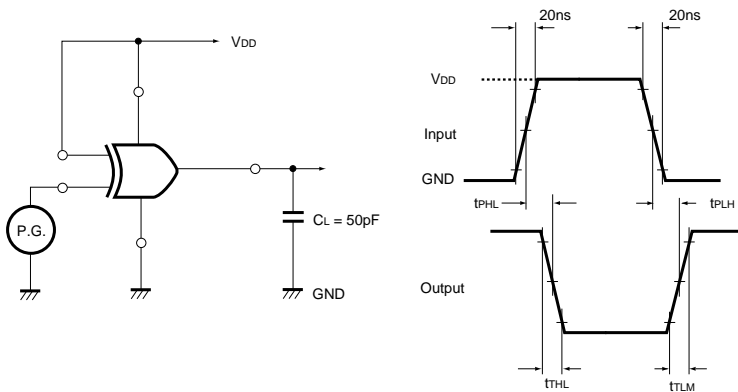 20ns
20ns
VDD
VDD
Input
GND
tPHL
tPLH
P.G.
CL = 50pF
GND
Output
tTHL
tTLM